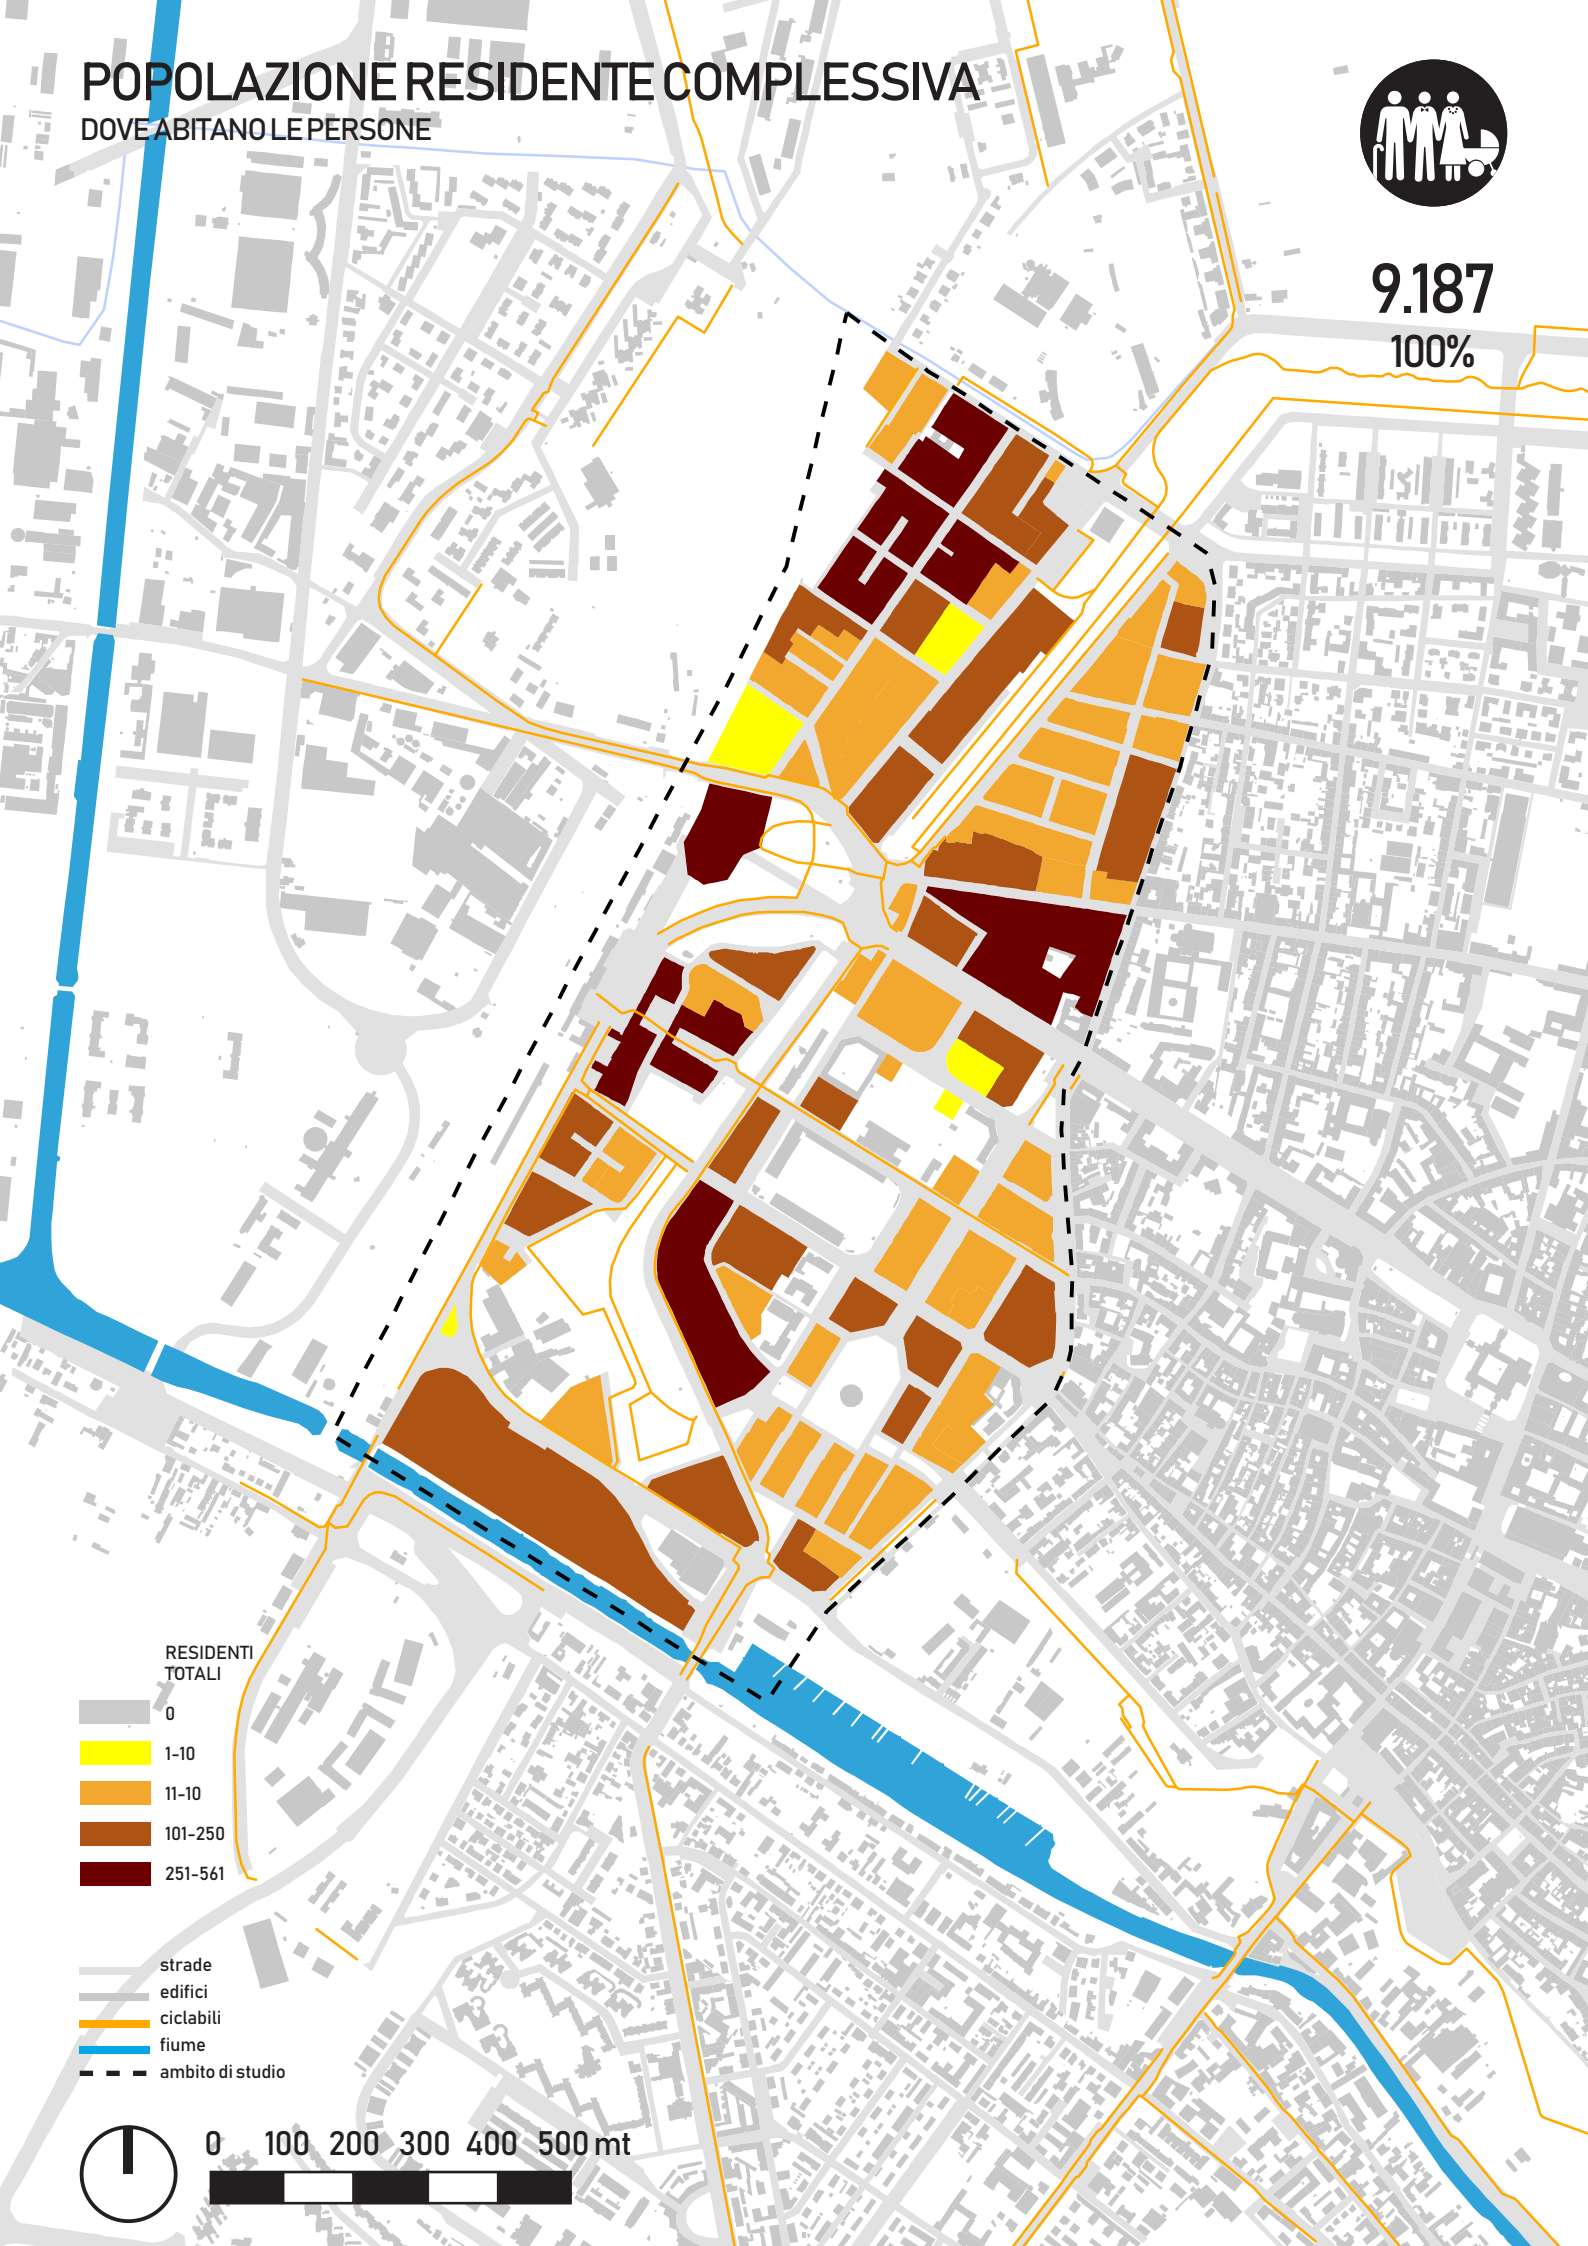 POPOLAZIONE RESIDENTE COMPLESSIVA
DOVE ABITANO LE PERSONE
9.187
100%
RESIDENTI
TOTALI
0
1-10
11-10
101-250
251-561
strade
edifici
ciclabili
fiume
ambito di studio
0 100 200 300 400 500 mt